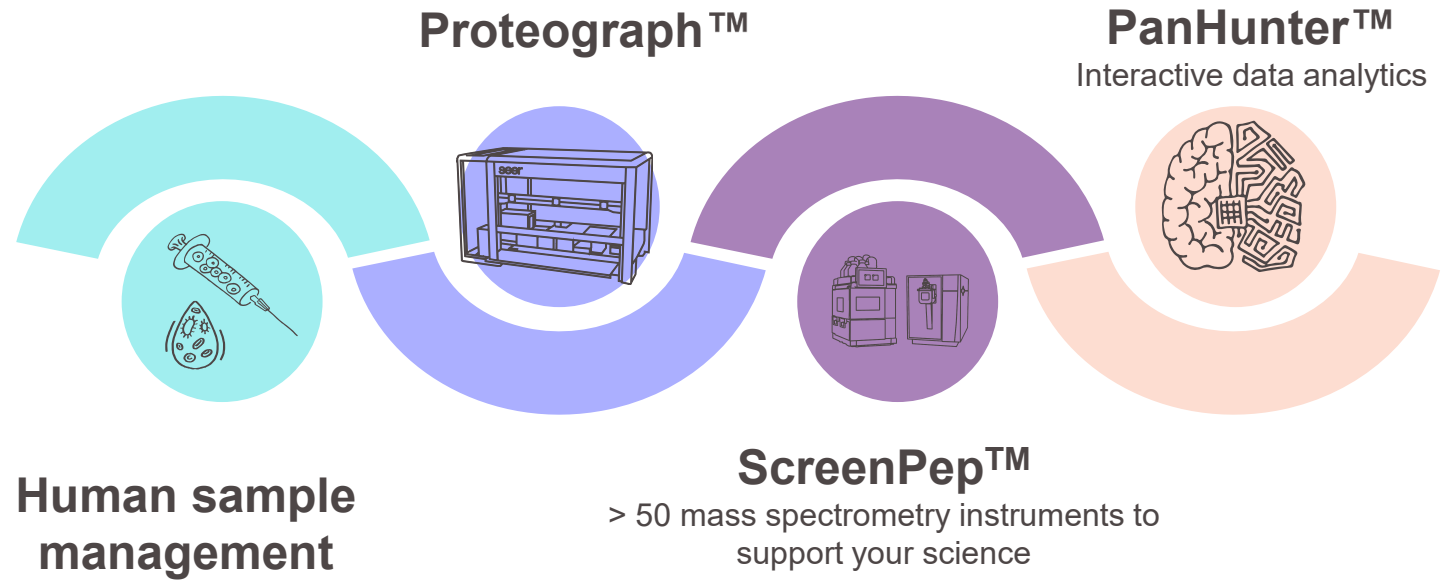 Proteograph™
PanHunter™
Interactive data analytics
seer
Human sample
management
ScreenPep™
> 50 mass spectrometry instruments to
support your science